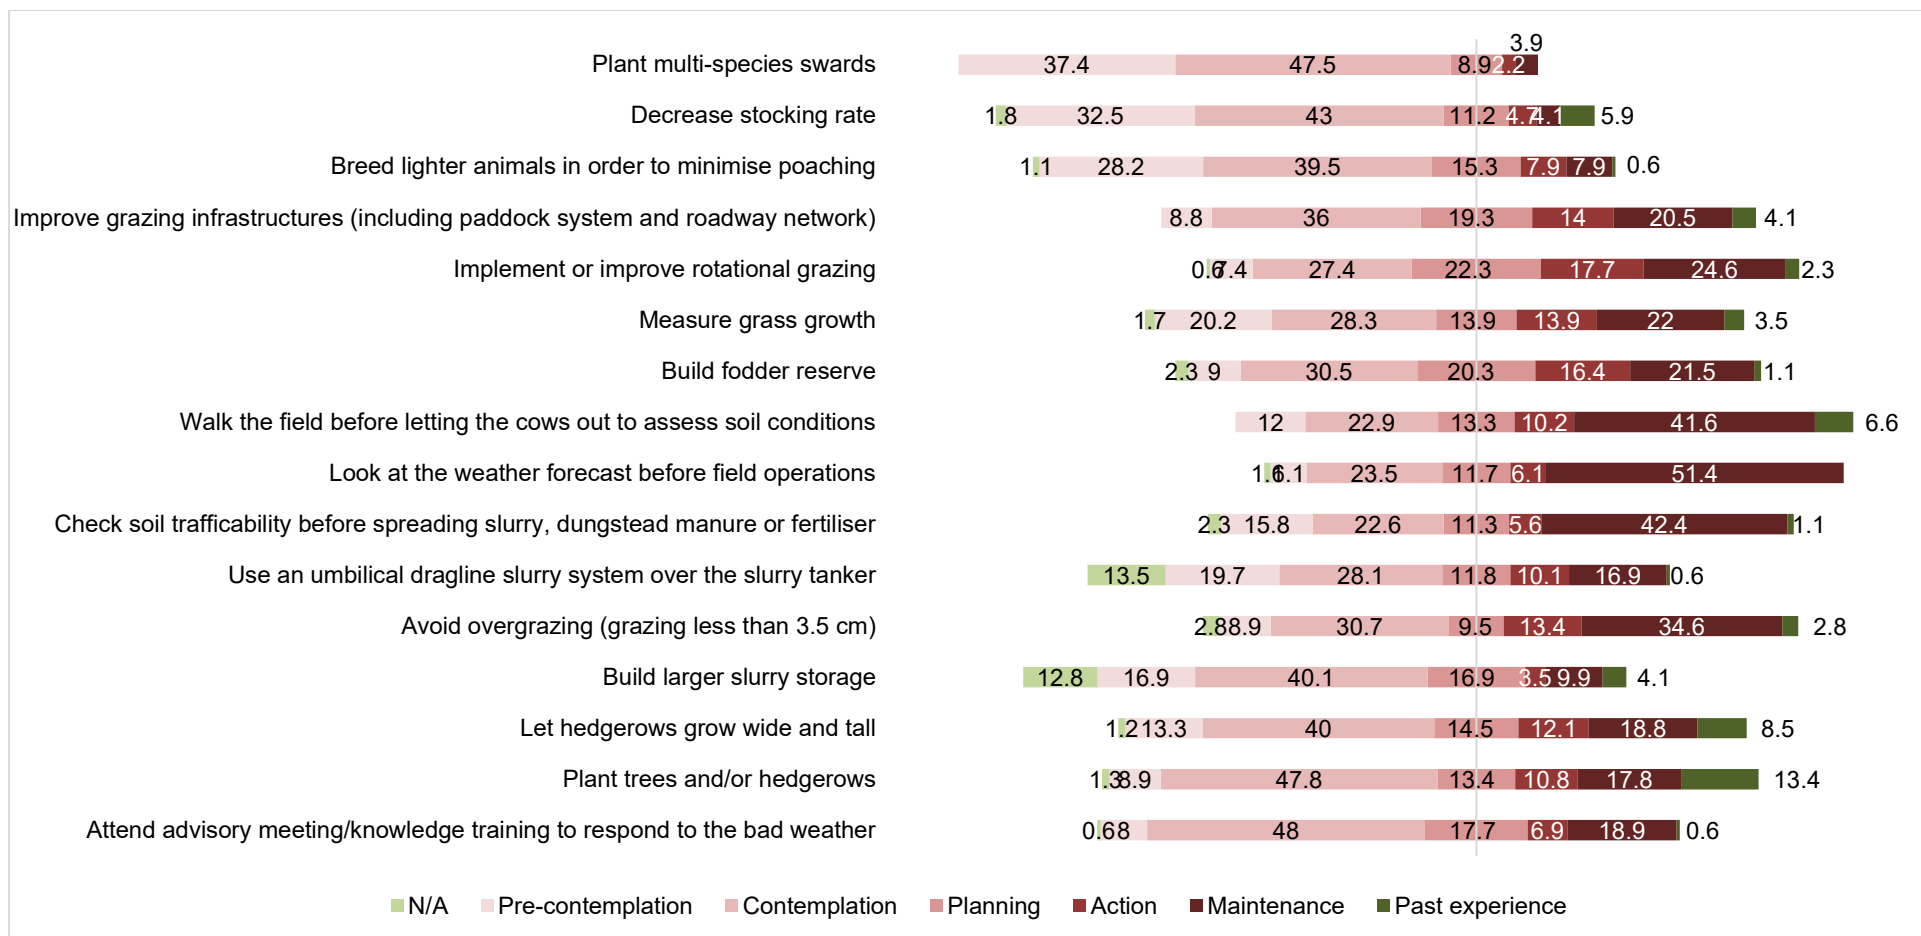 3.9
Plant multi-species swards 37.4 47.5 8.9 2.2
Decrease stocking rate 1.8 32.5 43 11.2 4.7 4.1 5.9
Breed lighter animals in order to minimise poaching 1.1 28.2 39.5 15.3 7.9 7.9 0.6
Improve grazing infrastructures (including paddock system and roadway network) 8.8 36 19.3 14 20.5 4.1
Implement or improve rotational grazing 0.6 7.4 27.4 22.3 17.7 24.6 2.3
Measure grass growth 1.7 20.2 28.3 13.9 13.9 22 3.5
Build fodder reserve 2.3 9 30.5 20.3 16.4 21.5 1.1
Walk the field before letting the cows out to assess soil conditions 12 22.9 13.3 10.2 41.6 6.6
Look at the weather forecast before field operations 1.6 6.1 23.5 11.7 6.1 51.4
Check soil trafficability before spreading slurry, dungstead manure or fertiliser 2.3 15.8 22.6 11.3 5.6 42.4 1.1
Use an umbilical dragline slurry system over the slurry tanker 13.5 19.7 28.1 11.8 10.1 16.9 0.6
Avoid overgrazing (grazing less than 3.5 cm) 2.8 8.9 30.7 9.5 13.4 34.6 2.8
Build larger slurry storage 12.8 16.9 40.1 16.9 3.5 9.9 4.1
Let hedgerows grow wide and tall 1.2 13.3 40 14.5 12.1 18.8 8.5
Plant trees and/or hedgerows 1.3 8.9 47.8 13.4 10.8 17.8 13.4
Attend advisory meeting/knowledge training to respond to the bad weather 0.6 8 48 17.7 6.9 18.9 0.6
N/A Pre-contemplation Contemplation Planning Action Maintenance Past experience